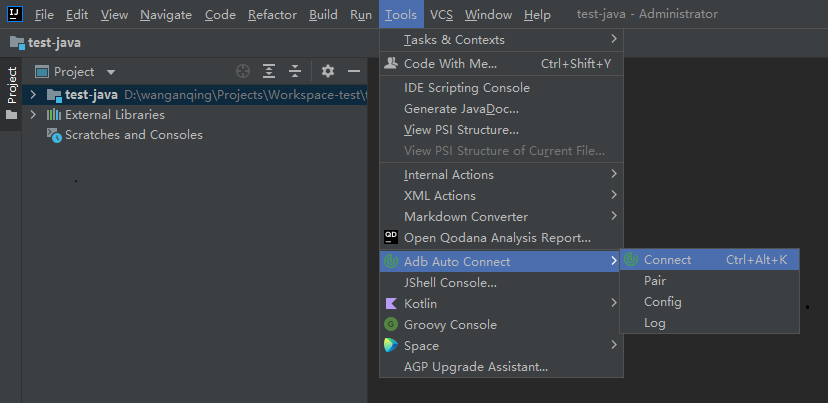 IJ File Edit View Navigate Code Refactor Build Run Tools VCS Window Help test-java - Administrator
test-java
Project
Project
test-java D:\wanganqing\Projects\Workspace-test\
External Libraries
Scratches and Consoles
Tasks & Contexts
Code With Me... Ctrl+Shift+Y
IDE Scripting Console
Generate JavaDoc...
View PSI Structure...
View PSI Structure of Current File...
Internal Actions
XML Actions
Markdown Converter
QD Open Qodana Analysis Report...
Adb Auto Connect
JShell Console...
Kotlin
G Groovy Console
Space
AGP Upgrade Assistant...
Connect Ctrl+Alt+K
Pair
Config
Log